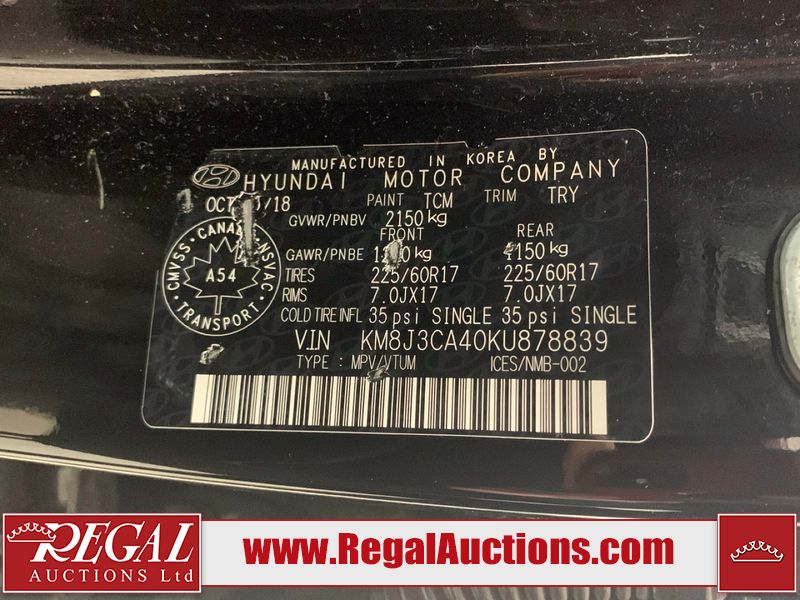 MANUFACTURED IN KOREA BY
HYUNDAI MOTOR COMPANY
PAINT TCM TRIM TRY
GVWR/PNBV 2150kg
FRONT REAR
GAWR/PNBE kg 1150 kg
TIRES 225/60R17 225/60R17
RIMS 7.0JX17 7.0JX17
COLD TIRE INFL 35 psi SINGLE 35 psi SINGLE
V.I.N KM8J3CA40KU878839
TYPE : MPV/VTUM ICES/NMB-002
CMVSS • CANADA • NSVAC
A54
• TRANSPORT •
REGAL
AUCTIONS Ltd
www.RegalAuctions.com